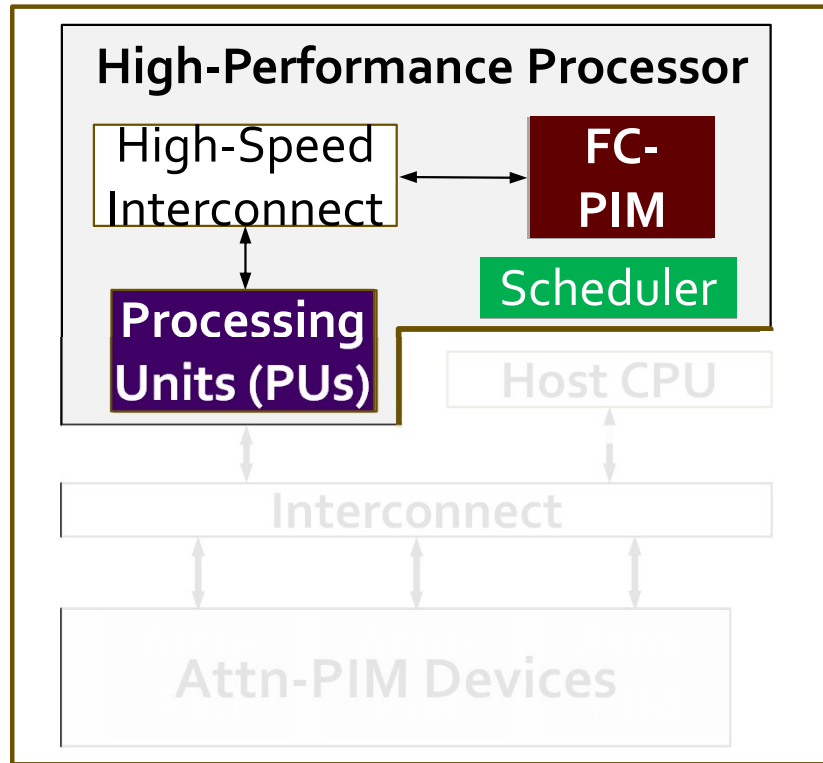 High-Performance Processor
High-Speed
Interconnect
FC-
PIM
Scheduler
Processing
Units (PUs)
Host CPU
Interconnect
Attn-PIM Devices